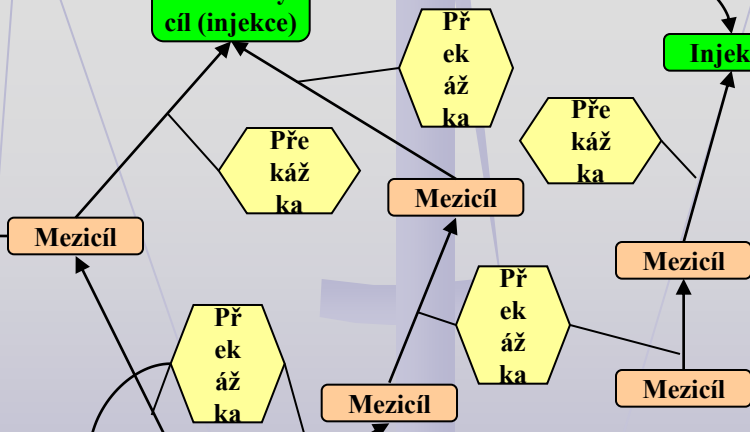 cíl (injekce)
Př
ek
áž
ka
Injek
Pře
káž
ka
Pře
káž
ka
Mezicíl
Mezicíl
Mezicíl
Př
ek
áž
ka
Př
ek
áž
ka
Mezicíl
Mezicíl